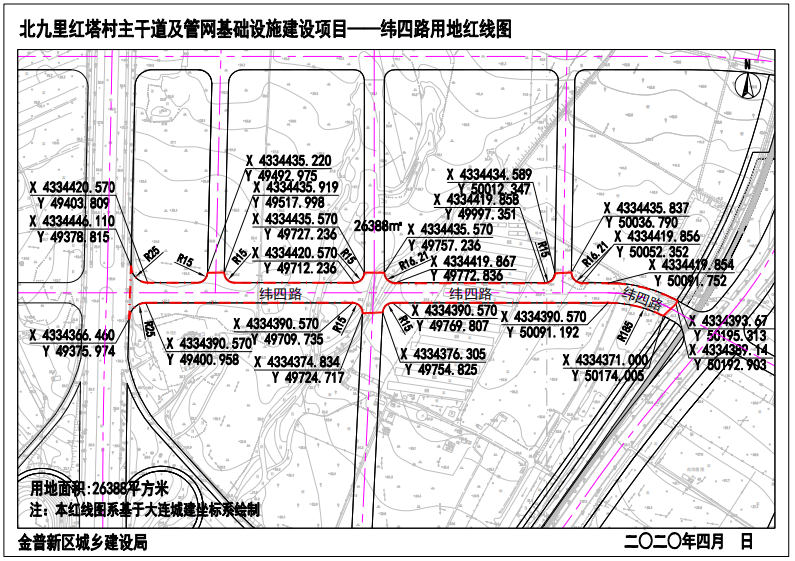 北九里红塔村主干道及管网基础设施建设项目——纬四路用地红线图
N
X 4334435.220
Y 49492.975
X 4334434.589
Y 50012.347
X 4334420.570
Y 49403.809
X 4334435.919
Y 49517.998
X 4334419.858
Y 49997.351
X 4334435.837
Y 50036.790
X 4334446.110
Y 49378.815
X 4334435.570
Y 49727.236
26388㎡
X 4334435.570
Y 49757.236
X 4334419.856
Y 50052.352
X 4334420.570
Y 49712.236
X 4334419.867
Y 49772.836
X 4334419.854
Y 50091.752
R25
R15
R15
R15
R16.21
R15
R16.21
纬四路
纬四路
纬四路
R25
R15
R15
R185
X 4334366.460
Y 49375.974
X 4334390.570
Y 49400.958
X 4334390.570
Y 49709.735
X 4334374.834
Y 49724.717
X 4334390.570
Y 49769.807
X 4334376.305
Y 49754.825
X 4334390.570
Y 50091.192
X 4334371.000
Y 50174.005
X 4334393.67
Y 50195.313
X 4334389.14
Y 50192.903
用地面积:26388平方米
注：本红线图系基于大连城建坐标系绘制
金普新区城乡建设局
二〇二〇年四月 日